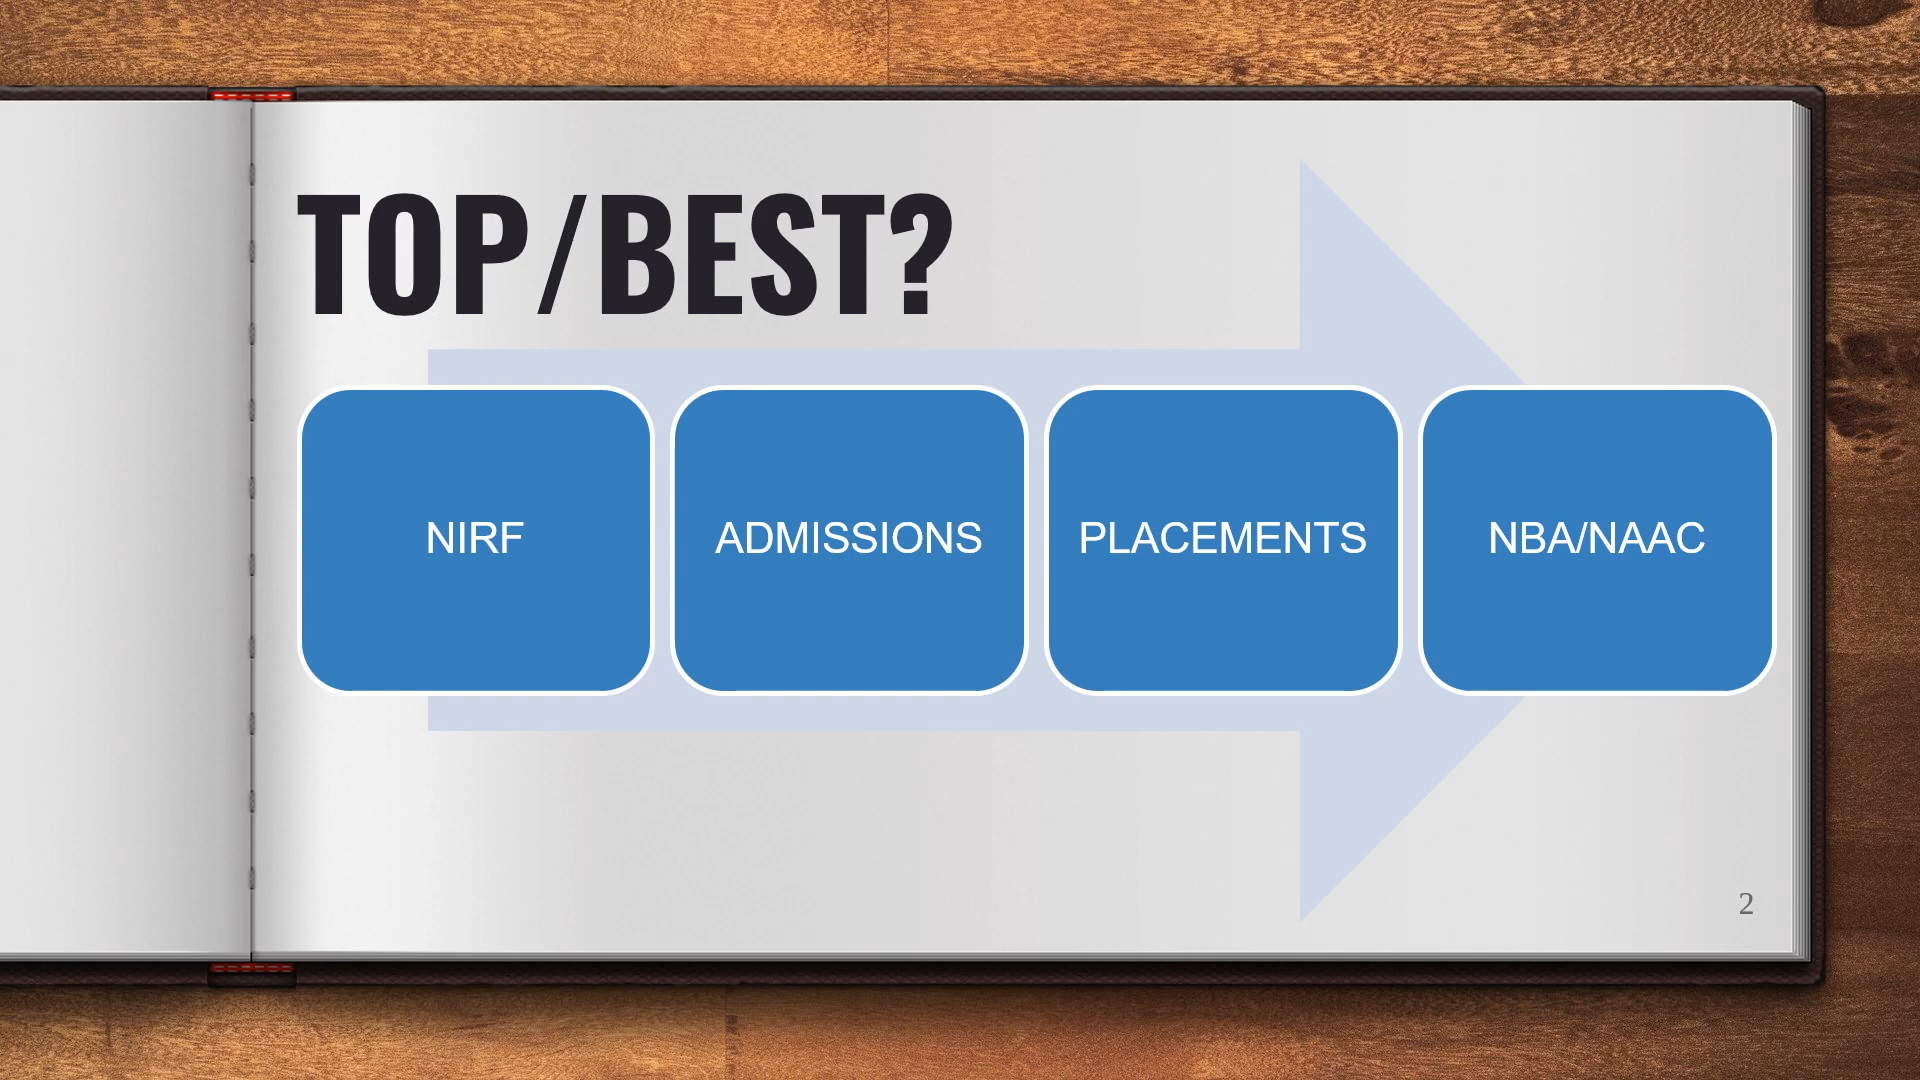 TOP/BEST?
NIRF
ADMISSIONS
PLACEMENTS
NBA/NAAC
2